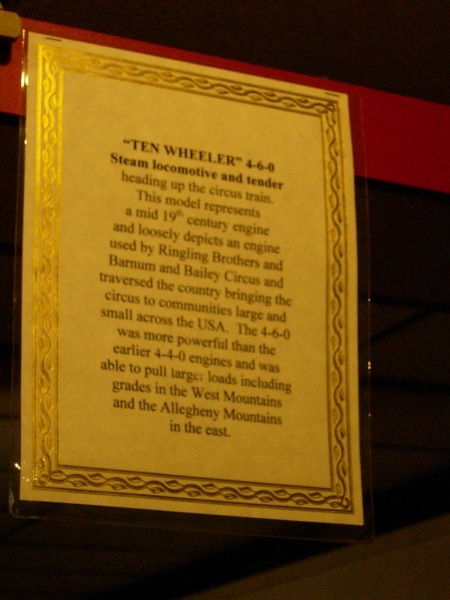 “TEN WHEELER” 4-6-0
Steam locomotive and tender
heading up the circus train.
This model represents
a mid 19th century engine
and loosely depicts an engine
used by Ringling Brothers and
Barnum and Bailey Circus and
traversed the country bringing the
circus to communities large and
small across the USA. The 4-6-0
was more powerful than the
earlier 4-4-0 engines and was
able to pull larger loads including
grades in the West Mountains
and the Allegheny Mountains
in the east.